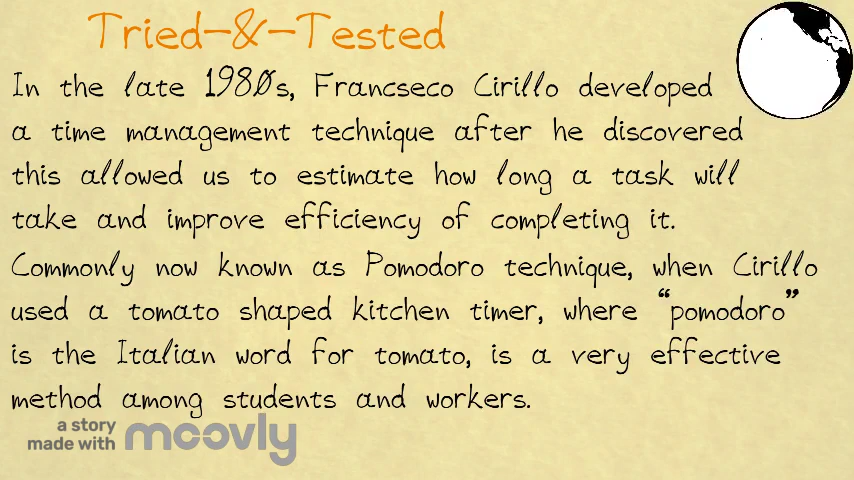 Tried-&-Tested
In the late 1980s, Francseco Cirillo developed
a time management technique after he discovered
this allowed us to estimate how long a task will
take and improve efficiency of completing it.
Commonly now known as Pomodoro technique, when Cirillo
used a tomato shaped kitchen timer, where “pomodoro”
is the Italian word for tomato, is a very effective
method among students and workers.
a story
made with moovly